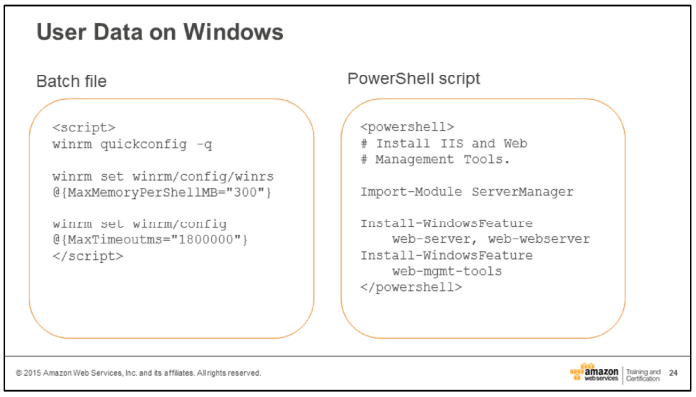 User Data on Windows
Batch file
<script>
winrm quickconfig -q
winrm set winrm/config/winrs
@{MaxMemoryPerShellMB="300"}
winrm set winrm/config
@{MaxTimeoutms="1800000"}
</script>
PowerShell script
<powershell>
# Install IIS and Web
# Management Tools.
Import-Module ServerManager
Install-WindowsFeature
web-server, web-webserver
Install-WindowsFeature
web-mgmt-tools
</powershell>
© 2015 Amazon Web Services, Inc. and its affiliates. All rights reserved.
amazon
web services
Training and
Certification
24